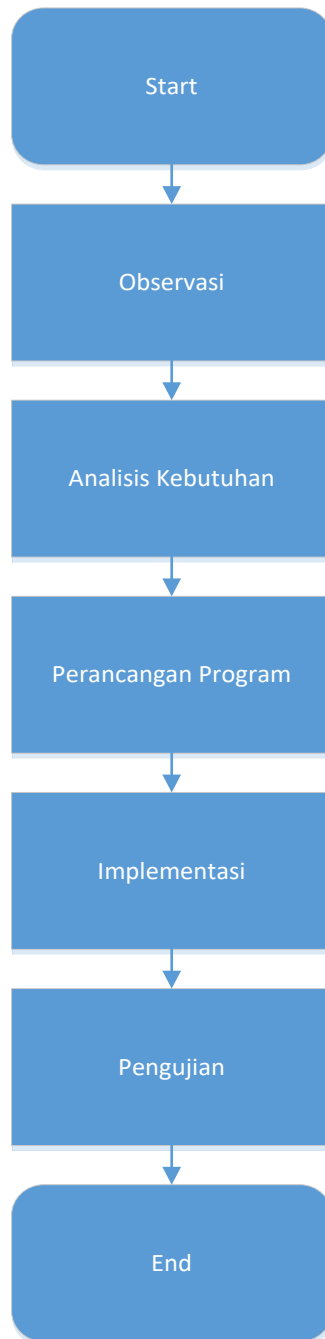 Start
Observasi
Analisis Kebutuhan
Perancangan Program
Implementasi
Pengujian
End